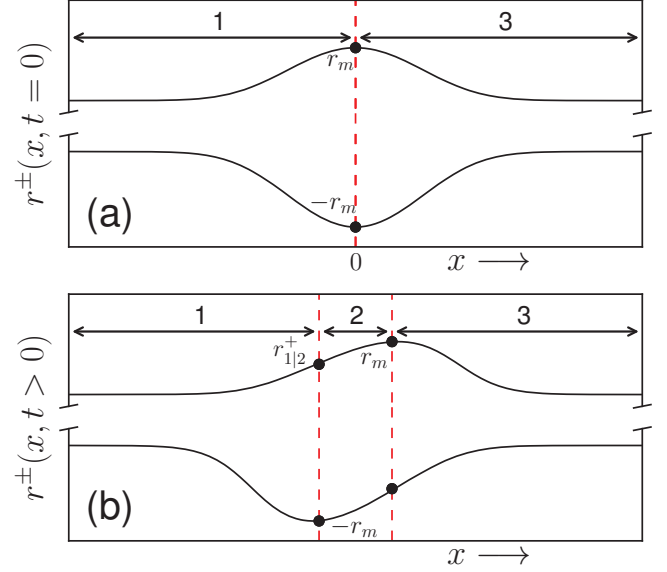 1 3
r_m
r^±(x, t = 0)
−r_m
(a)
0 x ⟶
1 2 3
r^+_{1|2} r_m
r^±(x, t > 0)
(b) −r_m
x ⟶